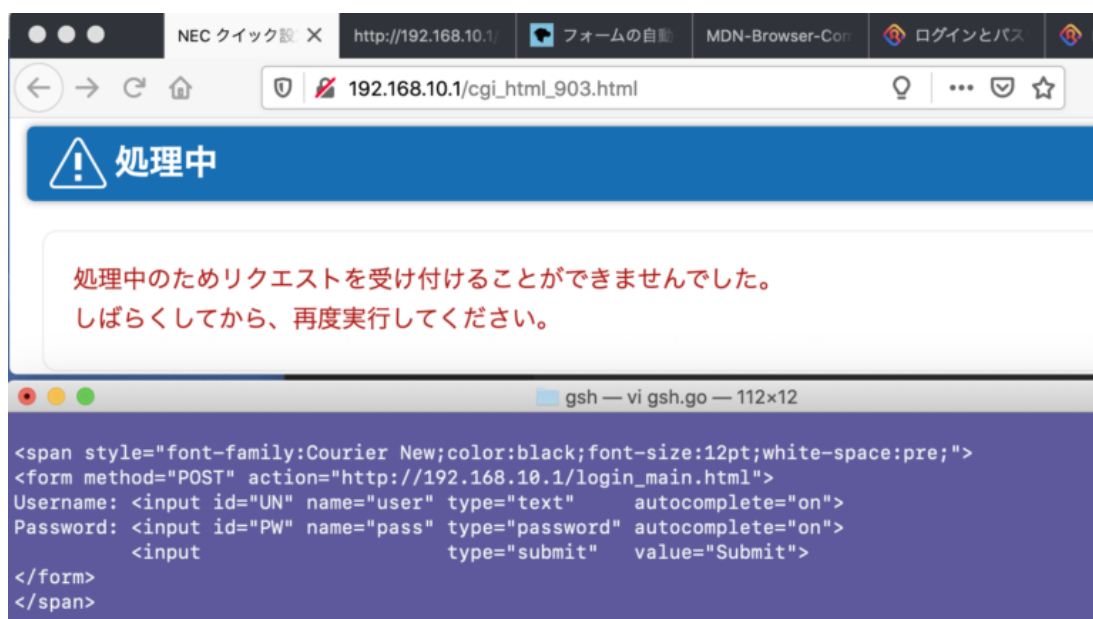 NEC クイック設
http://192.168.10.1/
フォームの自動
MDN-Browser-Com
ログインとパス
192.168.10.1/cgi_html_903.html
処理中
処理中のためリクエストを受け付けることができませんでした。
しばらくしてから、再度実行してください。
gsh — vi gsh.go — 112×12
<span style="font-family:Courier New;color:black;font-size:12pt;white-space:pre;">
<form method="POST" action="http://192.168.10.1/login_main.html">
Username: <input id="UN" name="user" type="text"     autocomplete="on">
Password: <input id="PW" name="pass" type="password" autocomplete="on">
          <input                     type="submit"   value="Submit">
</form>
</span>